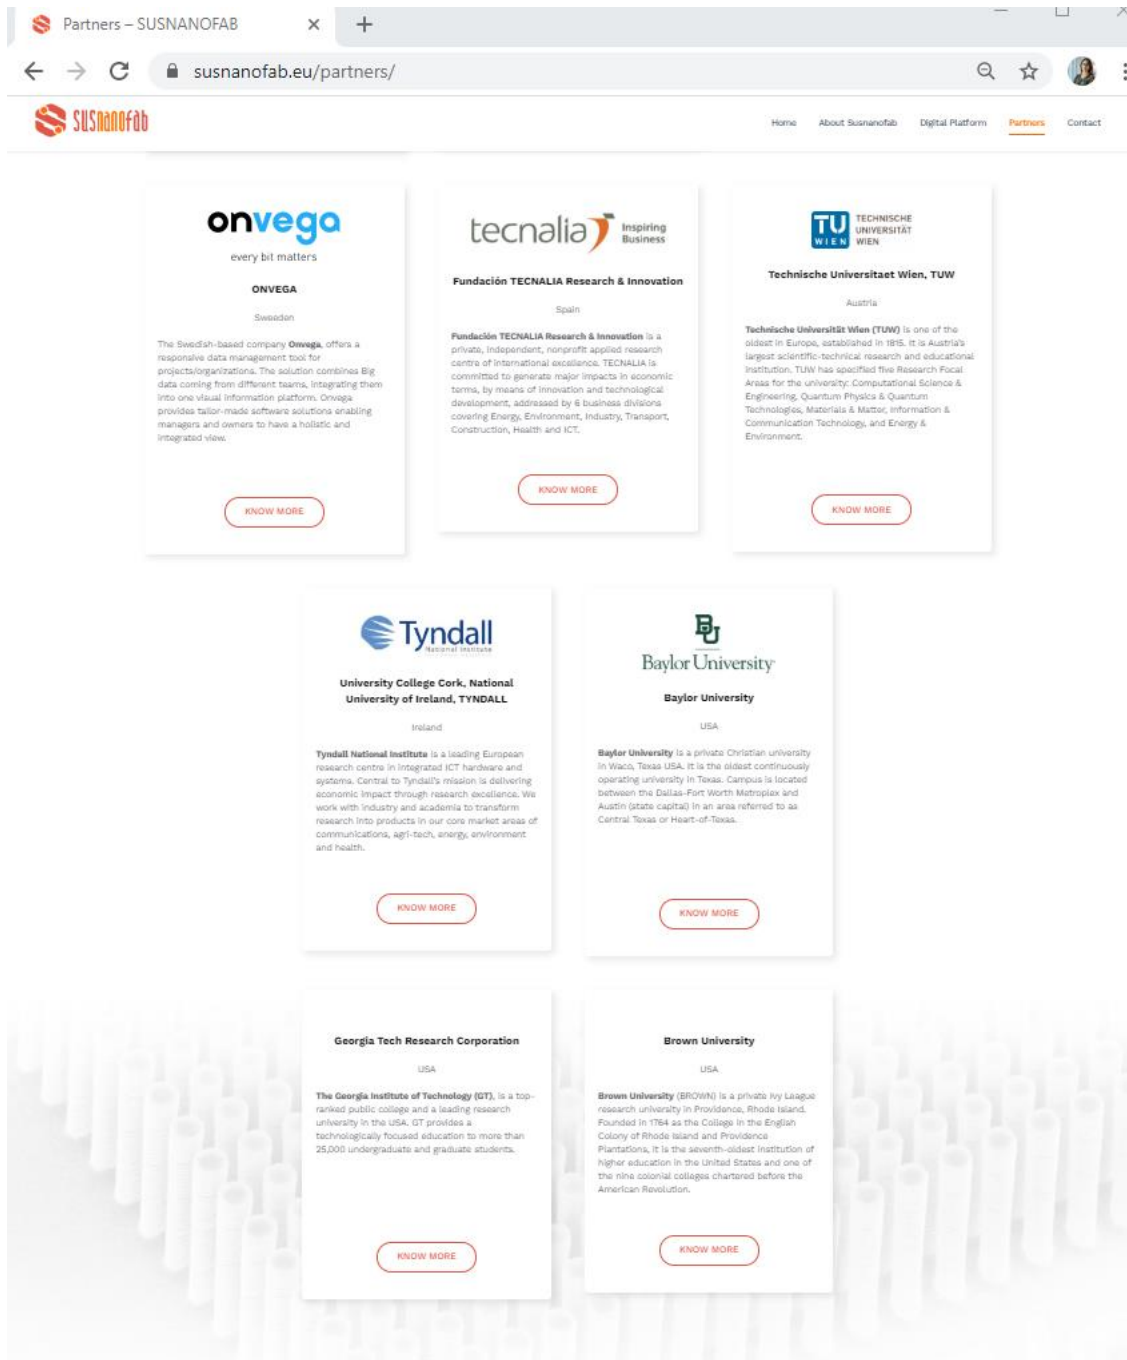 Partners – SUSNANOFAB
susnanofab.eu/partners/
susnanofab
Home About Susnanofab Digital Platform Partners Contact
onvega
every bit matters
ONVEGA
Sweeden
The Swedish-based company Onvega, offers a
responsive data management tool for
projects/organizations. The solution combines Big
data coming from different teams, integrating them
into one visual information platform. Onvega
provides tailor-made software solutions enabling
managers and owners to have a holistic and
integrated view.
KNOW MORE
tecnalia Inspiring
Business
Fundación TECNALIA Research & Innovation
Spain
Fundación TECNALIA Research & Innovation is a
private, independent, nonprofit applied research
centre of international excellence. TECNALIA is
committed to generate major impacts in economic
terms, by means of innovation and technological
development, addressed by 6 business divisions
covering Energy, Environment, Industry, Transport,
Construction, Health and ICT.
KNOW MORE
TU WIEN
TECHNISCHE
UNIVERSITÄT
WIEN
Technische Universitaet Wien, TUW
Austria
Technische Universität Wien (TUW) is one of the
oldest in Europe, established in 1815. It is Austria's
largest scientific-technical research and educational
institution. TUW has specified five Research Focal
Areas for the university: Computational Science &
Engineering, Quantum Physics & Quantum
Technologies, Materials & Matter, Information &
Communication Technology, and Energy &
Environment.
KNOW MORE
Tyndall
National Institute
University College Cork, National
University of Ireland, TYNDALL
Ireland
Tyndall National Institute is a leading European
research centre in integrated ICT hardware and
systems. Central to Tyndall's mission is delivering
economic impact through research excellence. We
work with industry and academia to transform
research into products in our core market areas of
communications, agri-tech, energy, environment
and health.
KNOW MORE
BU
Baylor University
Baylor University
USA
Baylor University is a private Christian university
in Waco, Texas USA. It is the oldest continuously
operating university in Texas. Campus is located
between the Dallas-Fort Worth Metroplex and
Austin (state capital) in an area referred to as
Central Texas or Heart-of-Texas.
KNOW MORE
Georgia Tech Research Corporation
USA
The Georgia Institute of Technology (GT), is a top-
ranked public college and a leading research
university in the USA. GT provides a
technologically focused education to more than
25,000 undergraduate and graduate students.
KNOW MORE
Brown University
USA
Brown University (BROWN) is a private Ivy League
research university in Providence, Rhode Island.
Founded in 1764 as the College in the English
Colony of Rhode Island and Providence
Plantations, it is the seventh-oldest institution of
higher education in the United States and one of
the nine colonial colleges chartered before the
American Revolution.
KNOW MORE